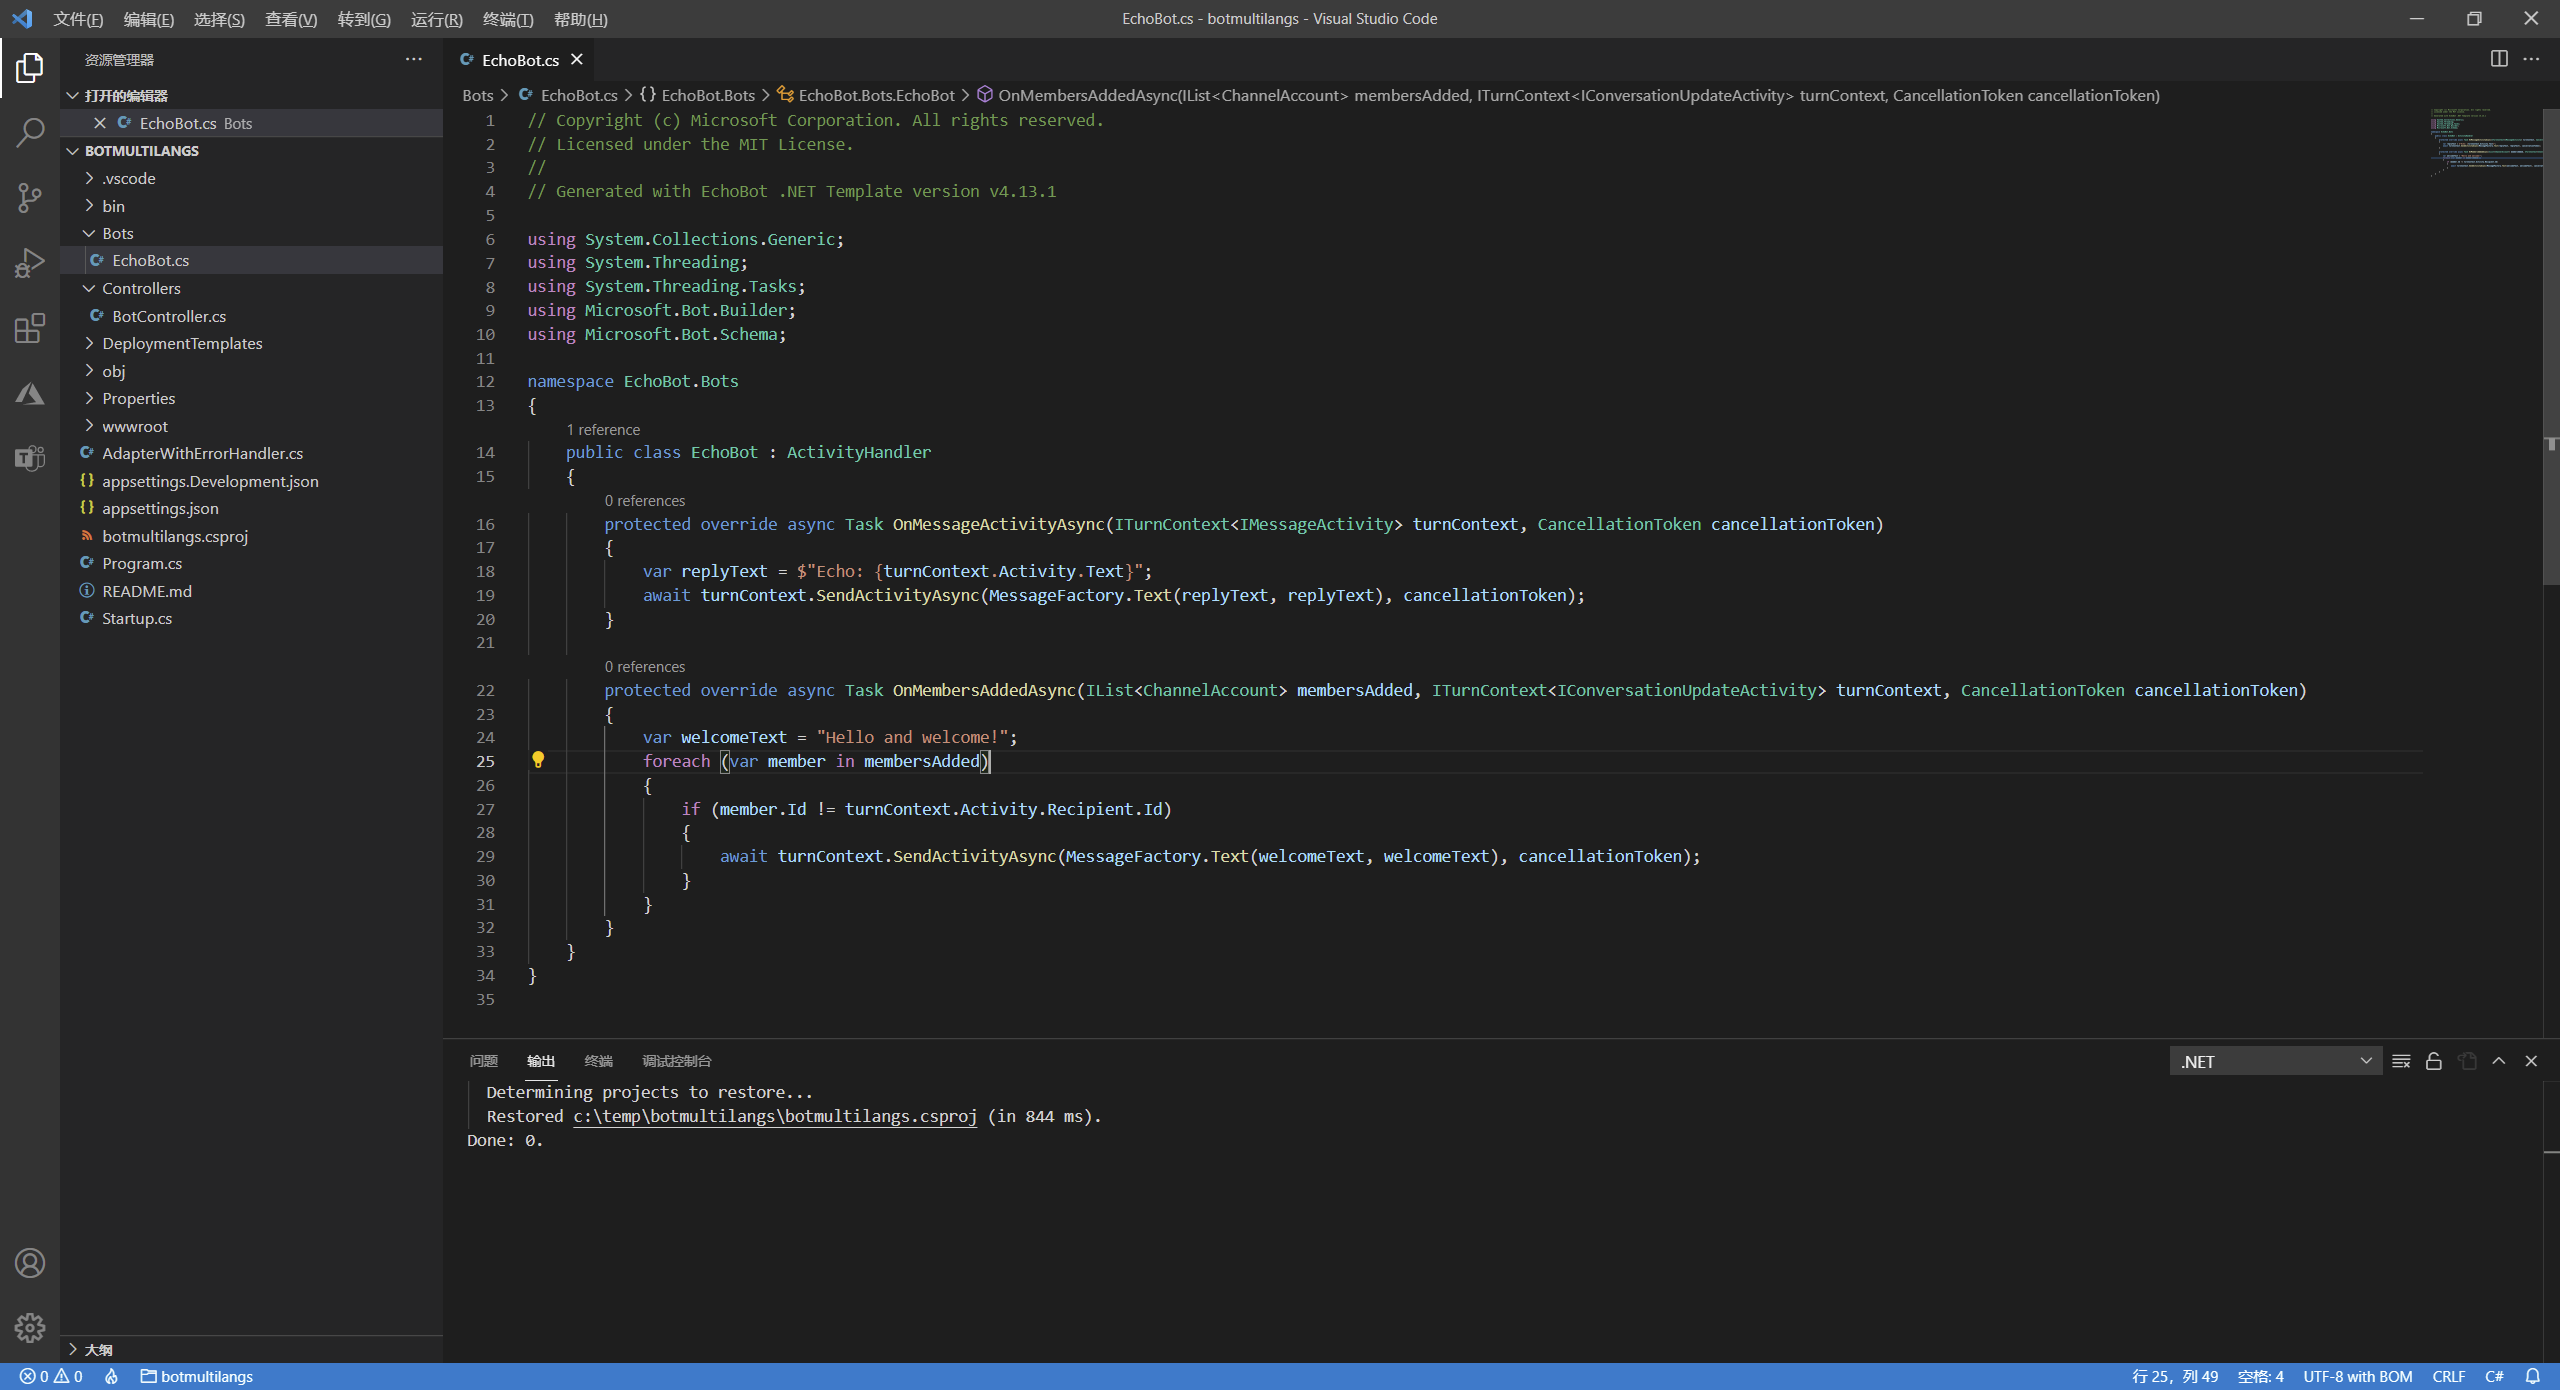 文件(F) 编辑(E) 选择(S) 查看(V) 转到(G) 运行(R) 终端(T) 帮助(H)
EchoBot.cs - botmultilangs - Visual Studio Code
资源管理器
打开的编辑器
EchoBot.cs Bots
BOTMULTILANGS
.vscode
bin
Bots
EchoBot.cs
Controllers
BotController.cs
DeploymentTemplates
obj
Properties
wwwroot
AdapterWithErrorHandler.cs
appsettings.Development.json
appsettings.json
botmultilangs.csproj
Program.cs
README.md
Startup.cs
大纲
EchoBot.cs
Bots > EchoBot.cs > {} EchoBot.Bots > EchoBot.Bots.EchoBot > OnMembersAddedAsync(IList<ChannelAccount> membersAdded, ITurnContext<IConversationUpdateActivity> turnContext, CancellationToken cancellationToken)
1 // Copyright (c) Microsoft Corporation. All rights reserved.
2 // Licensed under the MIT License.
3 //
4 // Generated with EchoBot .NET Template version v4.13.1
5
6 using System.Collections.Generic;
7 using System.Threading;
8 using System.Threading.Tasks;
9 using Microsoft.Bot.Builder;
10 using Microsoft.Bot.Schema;
11
12 namespace EchoBot.Bots
13 {
1 reference
14 public class EchoBot : ActivityHandler
15 {
0 references
16 protected override async Task OnMessageActivityAsync(ITurnContext<IMessageActivity> turnContext, CancellationToken cancellationToken)
17 {
18 var replyText = $"Echo: {turnContext.Activity.Text}";
19 await turnContext.SendActivityAsync(MessageFactory.Text(replyText, replyText), cancellationToken);
20 }
21
0 references
22 protected override async Task OnMembersAddedAsync(IList<ChannelAccount> membersAdded, ITurnContext<IConversationUpdateActivity> turnContext, CancellationToken cancellationToken)
23 {
24 var welcomeText = "Hello and welcome!";
25 foreach (var member in membersAdded)
26 {
27 if (member.Id != turnContext.Activity.Recipient.Id)
28 {
29 await turnContext.SendActivityAsync(MessageFactory.Text(welcomeText, welcomeText), cancellationToken);
30 }
31 }
32 }
33 }
34 }
35
问题 输出 终端 调试控制台
.NET
Determining projects to restore...
Restored c:\temp\botmultilangs\botmultilangs.csproj (in 844 ms).
Done: 0.
0 0 botmultilangs
行 25，列 49 空格: 4 UTF-8 with BOM CRLF C#